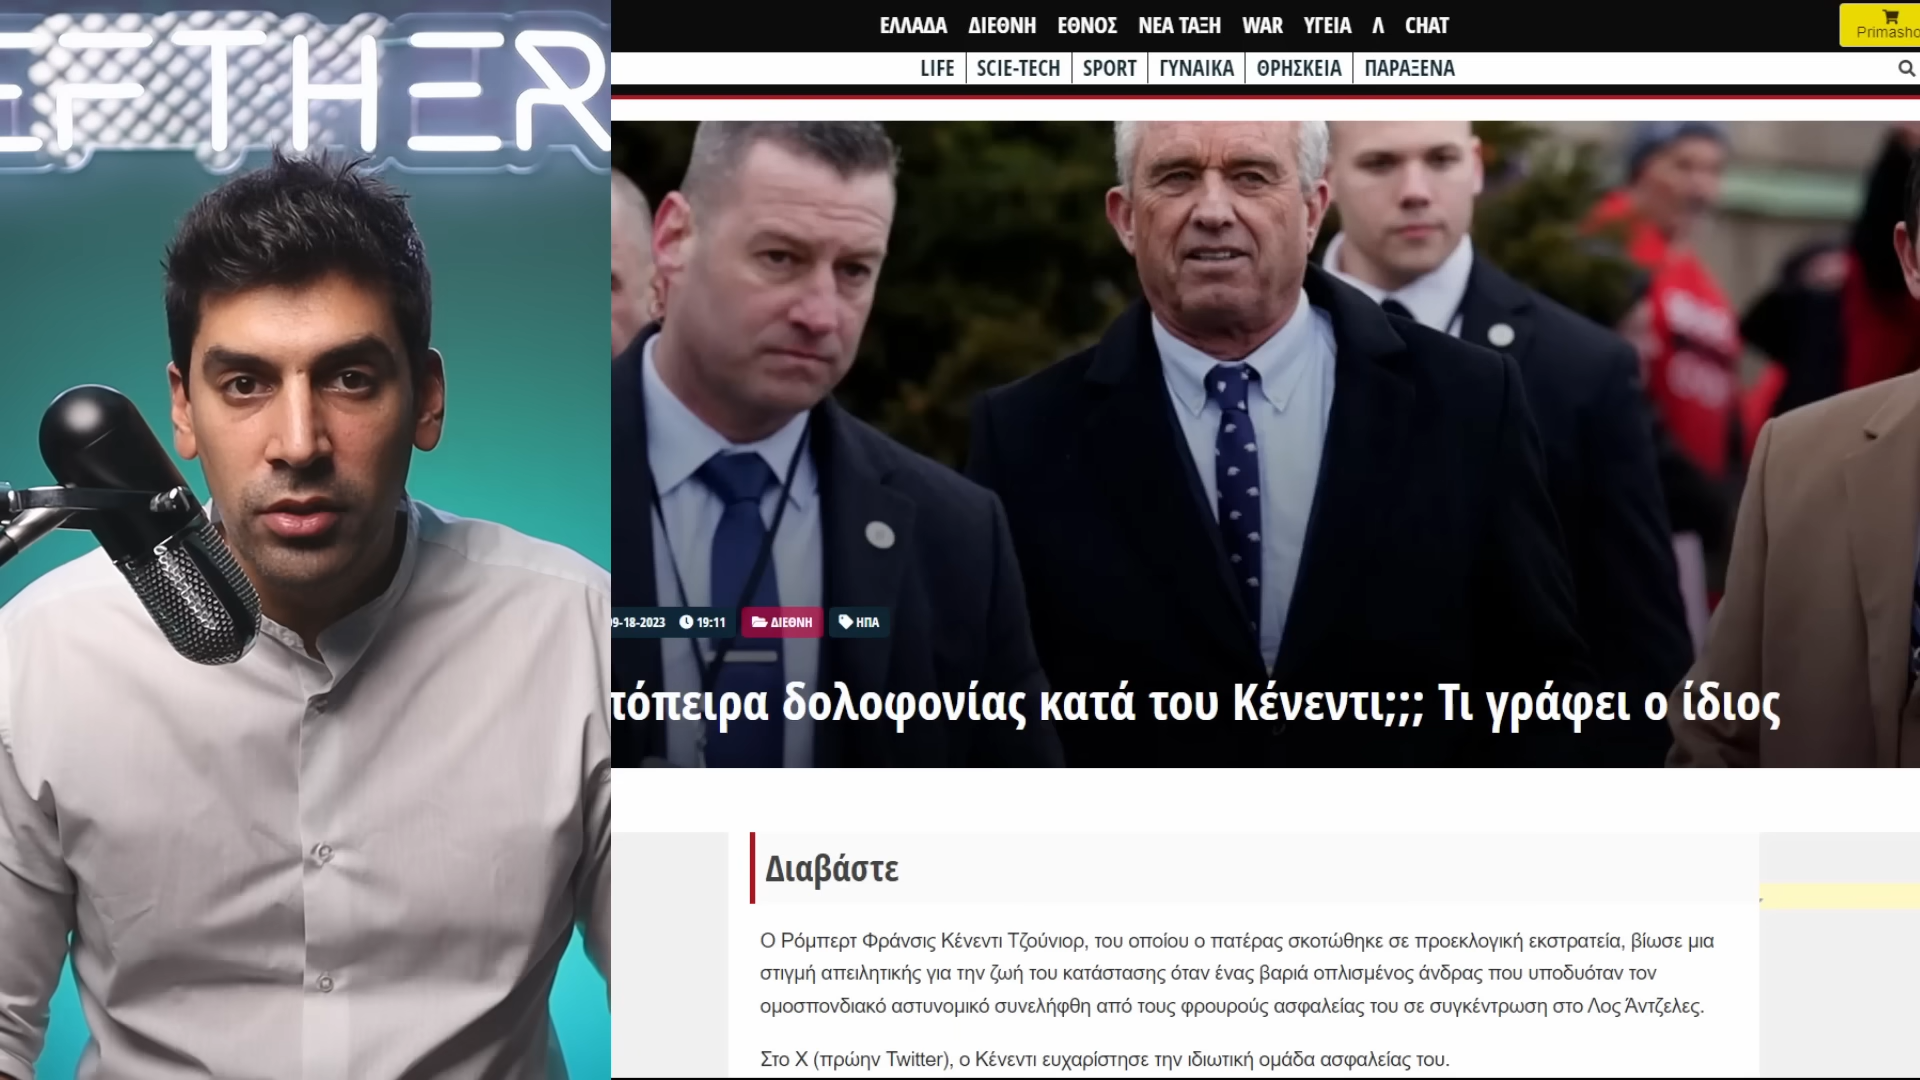 EFTHER
ΕΛΛΑΔΑ ΔΙΕΘΝΗ ΕΘΝΟΣ ΝΕΑ ΤΑΞΗ WAR ΥΓΕΙΑ Λ CHAT
Primasho
LIFE SCIE-TECH SPORT ΓΥΝΑΙΚΑ ΘΡΗΣΚΕΙΑ ΠΑΡΑΞΕΝΑ
09-18-2023 19:11 ΔΙΕΘΝΗ ΗΠΑ
τόπειρα δολοφονίας κατά του Κένεντι;;; Τι γράφει ο ίδιος
Διαβάστε
Ο Ρόμπερτ Φράνσις Κένεντι Τζούνιορ, του οποίου ο πατέρας σκοτώθηκε σε προεκλογική εκστρατεία, βίωσε μια
στιγμή απειλητικής για την ζωή του κατάστασης όταν ένας βαριά οπλισμένος άνδρας που υποδυόταν τον
ομοσπονδιακό αστυνομικό συνελήφθη από τους φρουρούς ασφαλείας του σε συγκέντρωση στο Λος Άντζελες.
Στο X (πρώην Twitter), ο Κένεντι ευχαρίστησε την ιδιωτική ομάδα ασφαλείας του.